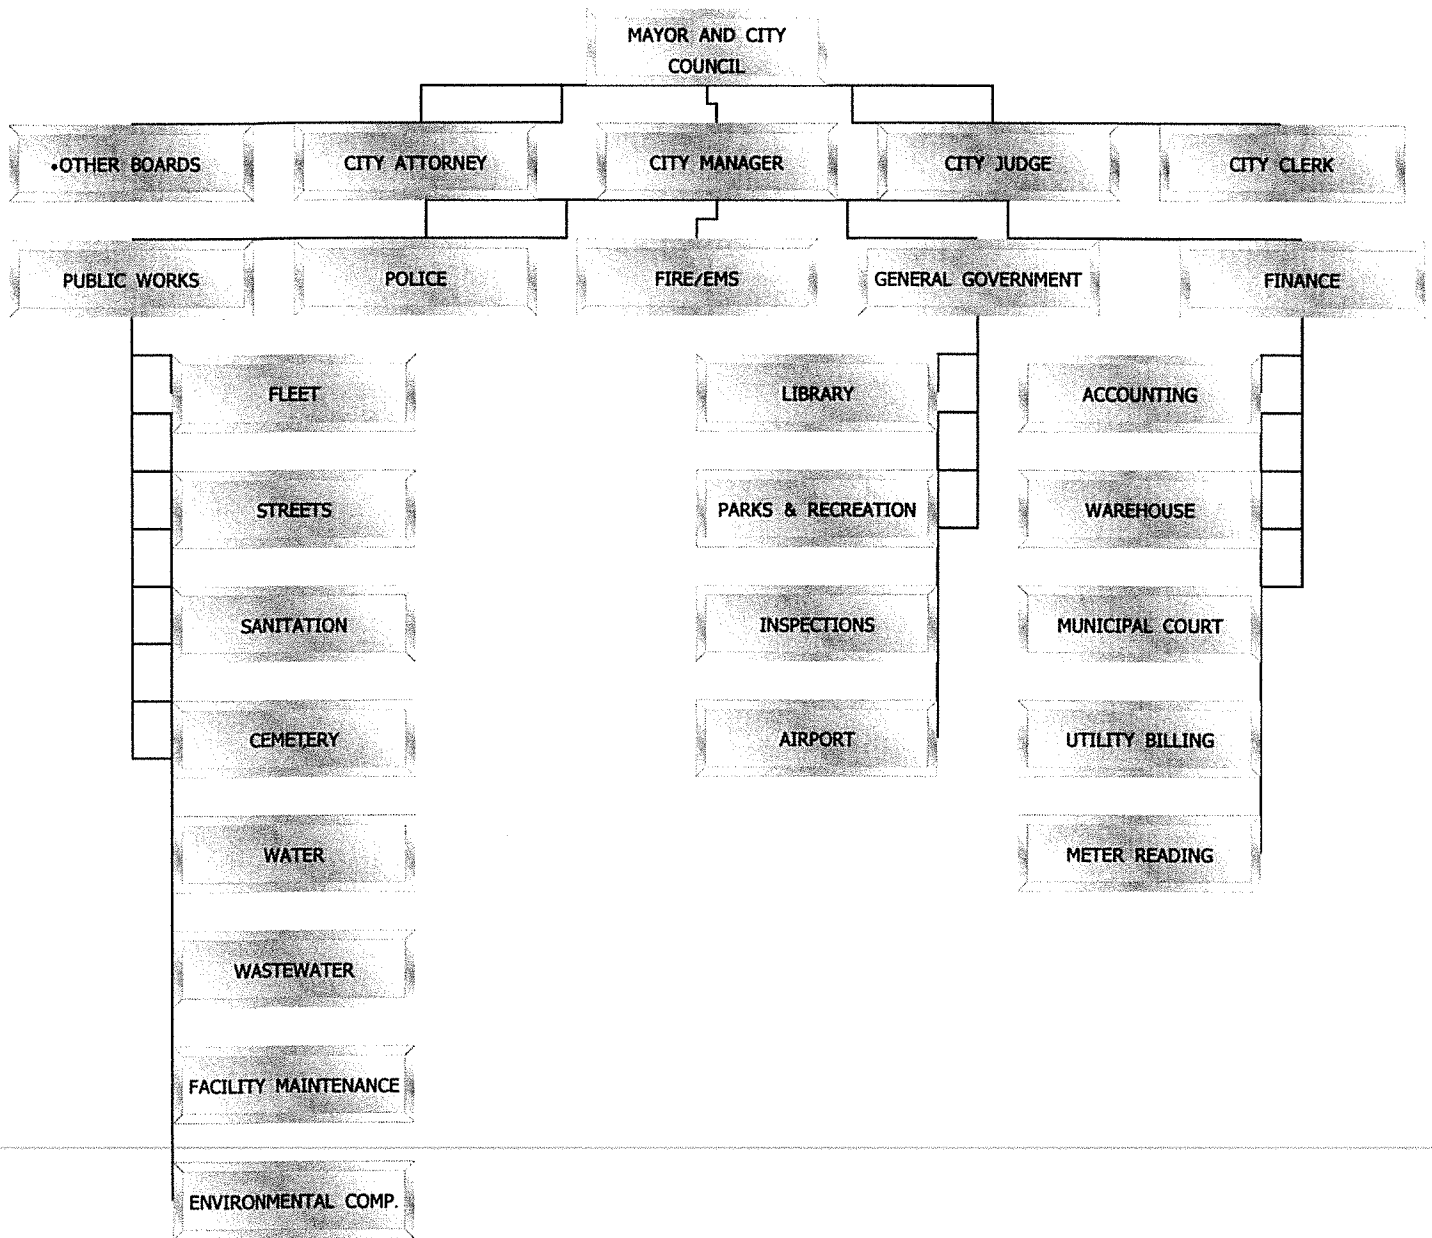 MAYOR AND CITY
COUNCIL
•OTHER BOARDS
CITY ATTORNEY
CITY MANAGER
CITY JUDGE
CITY CLERK
PUBLIC WORKS
POLICE
FIRE/EMS
GENERAL GOVERNMENT
FINANCE
FLEET
LIBRARY
ACCOUNTING
STREETS
PARKS & RECREATION
WAREHOUSE
SANITATION
INSPECTIONS
MUNICIPAL COURT
CEMETERY
AIRPORT
UTILITY BILLING
WATER
METER READING
WASTEWATER
FACILITY MAINTENANCE
ENVIRONMENTAL COMP.